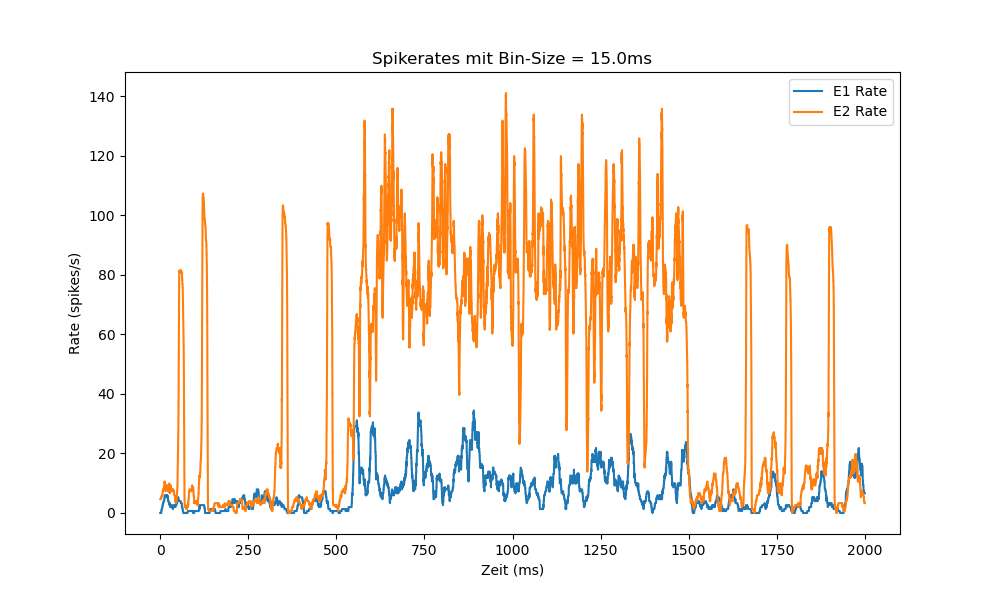 Spikerates mit Bin-Size = 15.0ms
E1 Rate
E2 Rate
Rate (spikes/s)
140
120
100
80
60
40
20
0
0 250 500 750 1000 1250 1500 1750 2000
Zeit (ms)